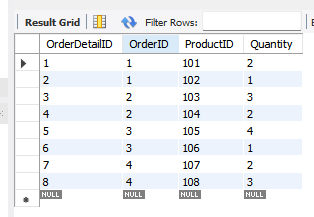 Result Grid Filter Rows:
OrderDetailID OrderID ProductID Quantity
1 1 101 2
2 1 102 1
3 2 103 3
4 2 104 2
5 3 105 4
6 3 106 1
7 4 107 2
8 4 108 3
NULL NULL NULL NULL